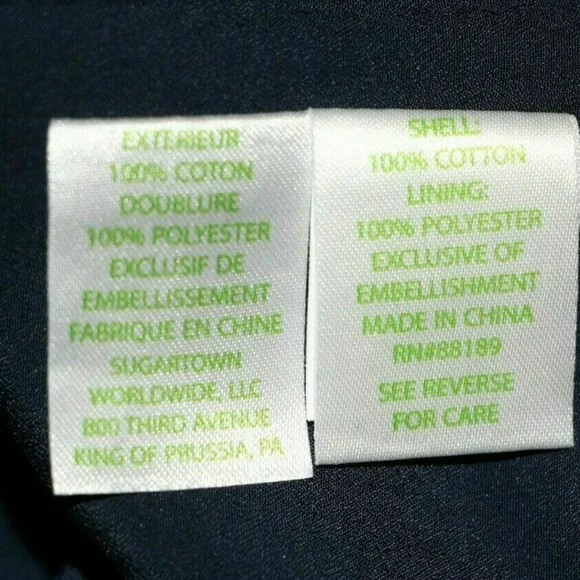 EXTERIEUR
100% COTON
DOUBLURE
100% POLYESTER
EXCLUSIF DE
EMBELLISSEMENT
FABRIQUE EN CHINE
SUGARTOWN
WORLDWIDE, LLC
800 THIRD AVENUE
KING OF PRUSSIA, PA
SHELL:
100% COTTON
LINING:
100% POLYESTER
EXCLUSIVE OF
EMBELLISHMENT
MADE IN CHINA
RN#88189
SEE REVERSE
FOR CARE